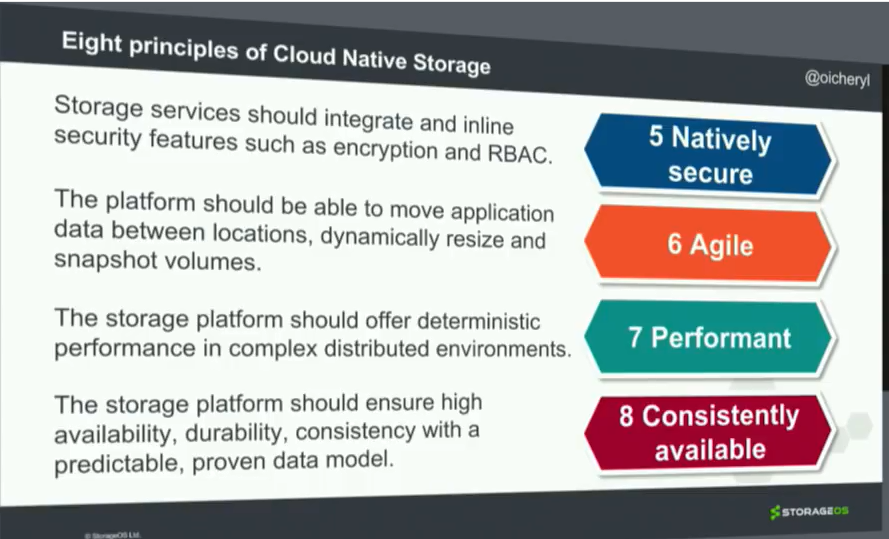 Eight principles of Cloud Native Storage
@oicheryl
Storage services should integrate and inline
security features such as encryption and RBAC.
5 Natively
secure
The platform should be able to move application
data between locations, dynamically resize and
snapshot volumes.
6 Agile
The storage platform should offer deterministic
performance in complex distributed environments.
7 Performant
The storage platform should ensure high
availability, durability, consistency with a
predictable, proven data model.
8 Consistently
available
STORAGEOS
© StorageOS Ltd.